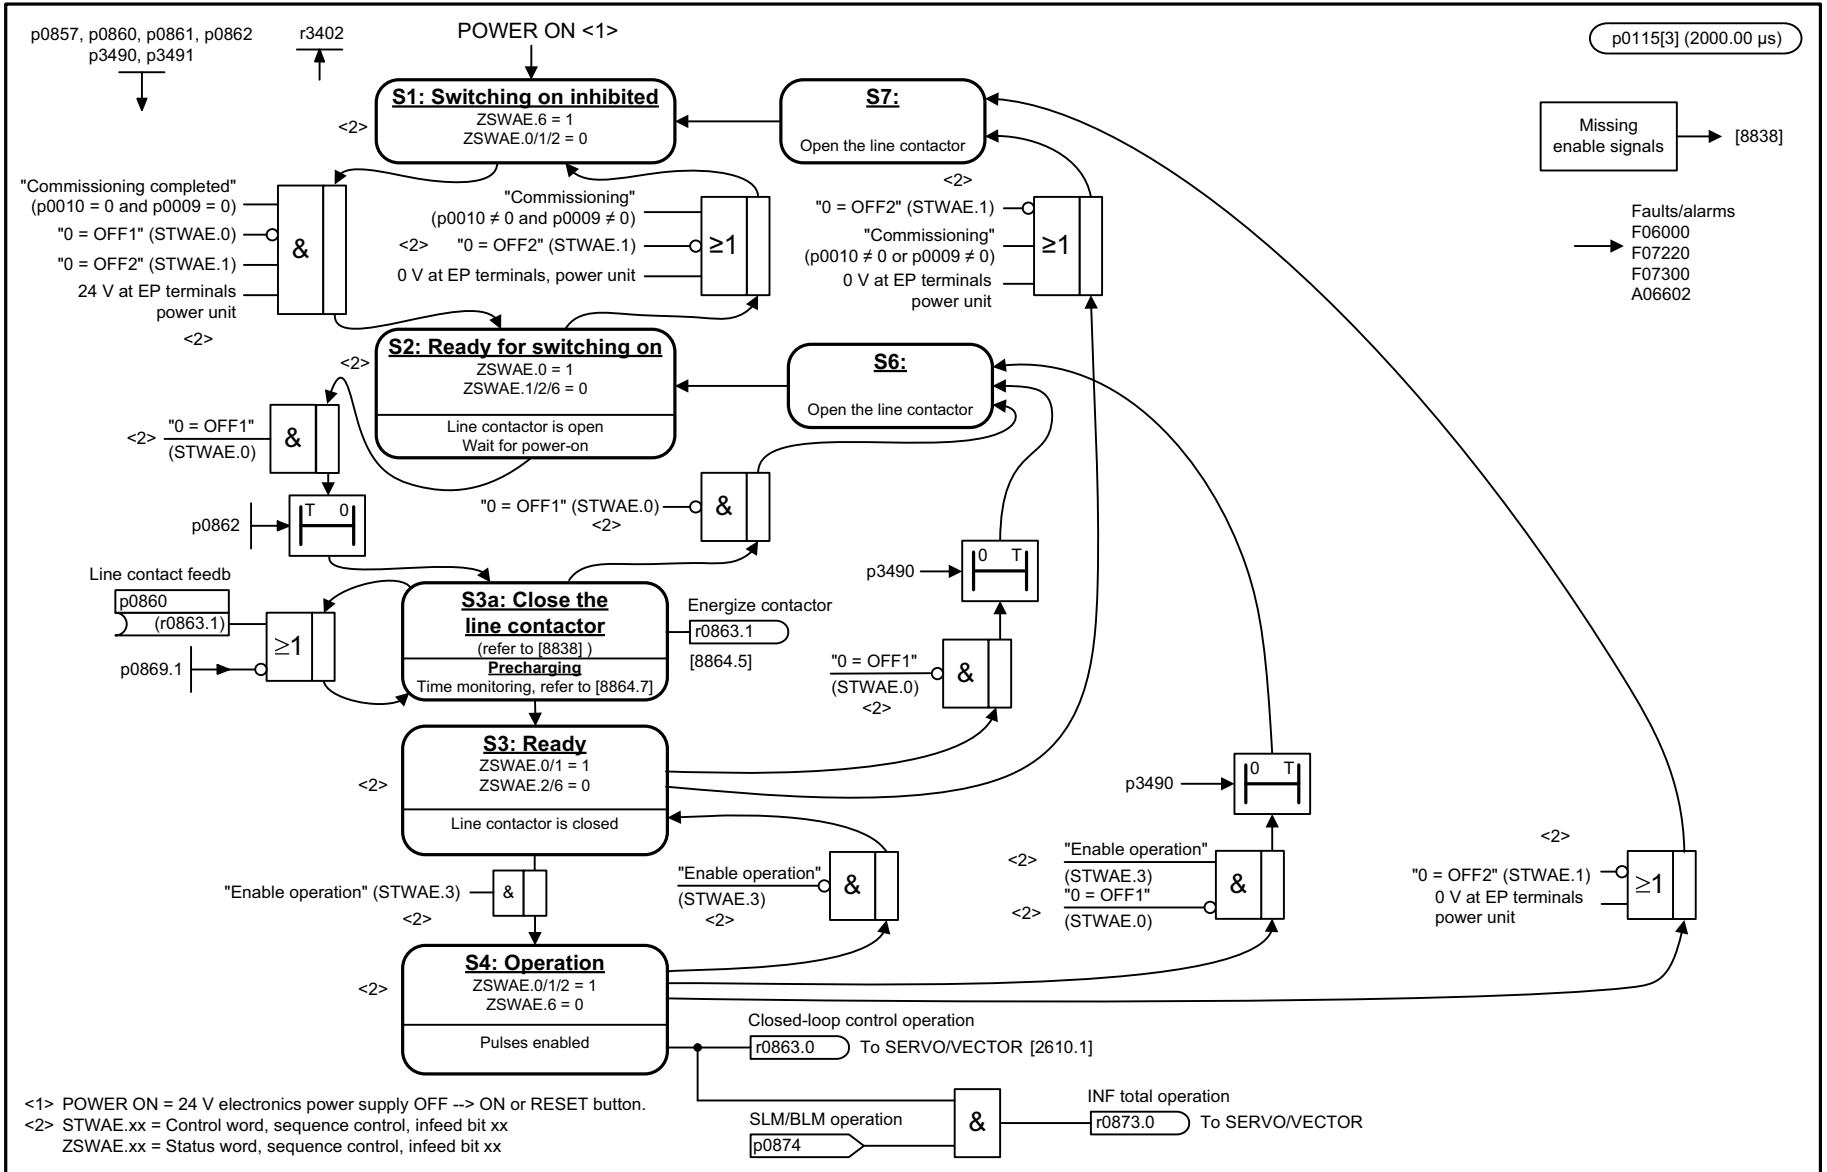 p0857, p0860, p0861, p0862
p3490, p3491
r3402
POWER ON <1>
p0115[3] (2000.00 µs)
S1: Switching on inhibited
ZSWAE.6 = 1
ZSWAE.0/1/2 = 0
<2>
S7:
Open the line contactor
Missing
enable signals
[8838]
Faults/alarms
F06000
F07220
F07300
A06602
"Commissioning completed"
(p0010 = 0 and p0009 = 0)
"0 = OFF1" (STWAE.0)
"0 = OFF2" (STWAE.1)
24 V at EP terminals
power unit
<2>
&
"Commissioning"
(p0010 ≠ 0 and p0009 ≠ 0)
<2> "0 = OFF2" (STWAE.1)
0 V at EP terminals, power unit
≥1
<2>
"0 = OFF2" (STWAE.1)
"Commissioning"
(p0010 ≠ 0 or p0009 ≠ 0)
0 V at EP terminals
power unit
≥1
<2>
S2: Ready for switching on
ZSWAE.0 = 1
ZSWAE.1/2/6 = 0
Line contactor is open
Wait for power-on
S6:
Open the line contactor
<2> "0 = OFF1"
(STWAE.0)
&
p0862
T 0
"0 = OFF1" (STWAE.0)
<2>
&
Line contact feedb
p0860
(r0863.1)
p0869.1
≥1
S3a: Close the
line contactor
(refer to [8838] )
Precharging
Time monitoring, refer to [8864.7]
Energize contactor
r0863.1
[8864.5]
p3490
0 T
"0 = OFF1"
(STWAE.0)
<2>
&
<2>
S3: Ready
ZSWAE.0/1 = 1
ZSWAE.2/6 = 0
Line contactor is closed
"Enable operation" (STWAE.3)
<2>
&
"Enable operation"
(STWAE.3)
<2>
&
p3490
0 T
<2> "Enable operation"
(STWAE.3)
<2> "0 = OFF1"
(STWAE.0)
&
<2>
"0 = OFF2" (STWAE.1)
0 V at EP terminals
power unit
≥1
<2>
S4: Operation
ZSWAE.0/1/2 = 1
ZSWAE.6 = 0
Pulses enabled
Closed-loop control operation
r0863.0
To SERVO/VECTOR [2610.1]
SLM/BLM operation
p0874
&
INF total operation
r0873.0
To SERVO/VECTOR
<1> POWER ON = 24 V electronics power supply OFF --> ON or RESET button.
<2> STWAE.xx = Control word, sequence control, infeed bit xx
ZSWAE.xx = Status word, sequence control, infeed bit xx